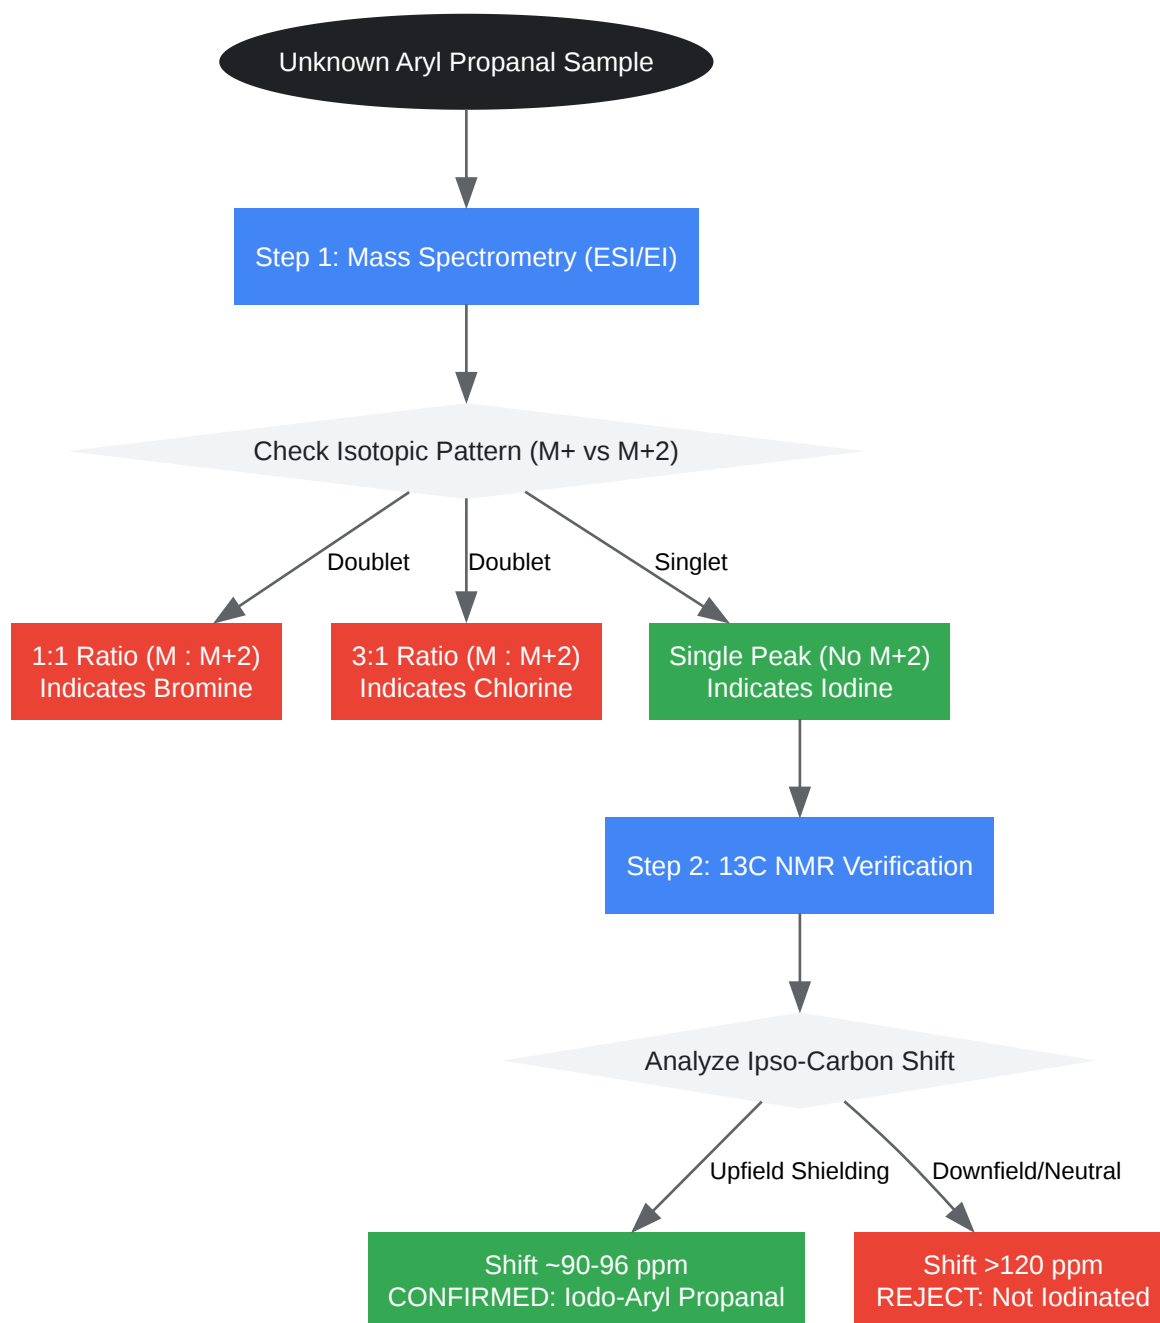 Unknown Aryl Propanal Sample
Step 1: Mass Spectrometry (ESI/EI)
Check Isotopic Pattern (M+ vs M+2)
Doublet
Doublet
Singlet
1:1 Ratio (M : M+2)
Indicates Bromine
3:1 Ratio (M : M+2)
Indicates Chlorine
Single Peak (No M+2)
Indicates Iodine
Step 2: 13C NMR Verification
Analyze Ipso-Carbon Shift
Upfield Shielding
Downfield/Neutral
Shift ~90-96 ppm
CONFIRMED: Iodo-Aryl Propanal
Shift >120 ppm
REJECT: Not Iodinated